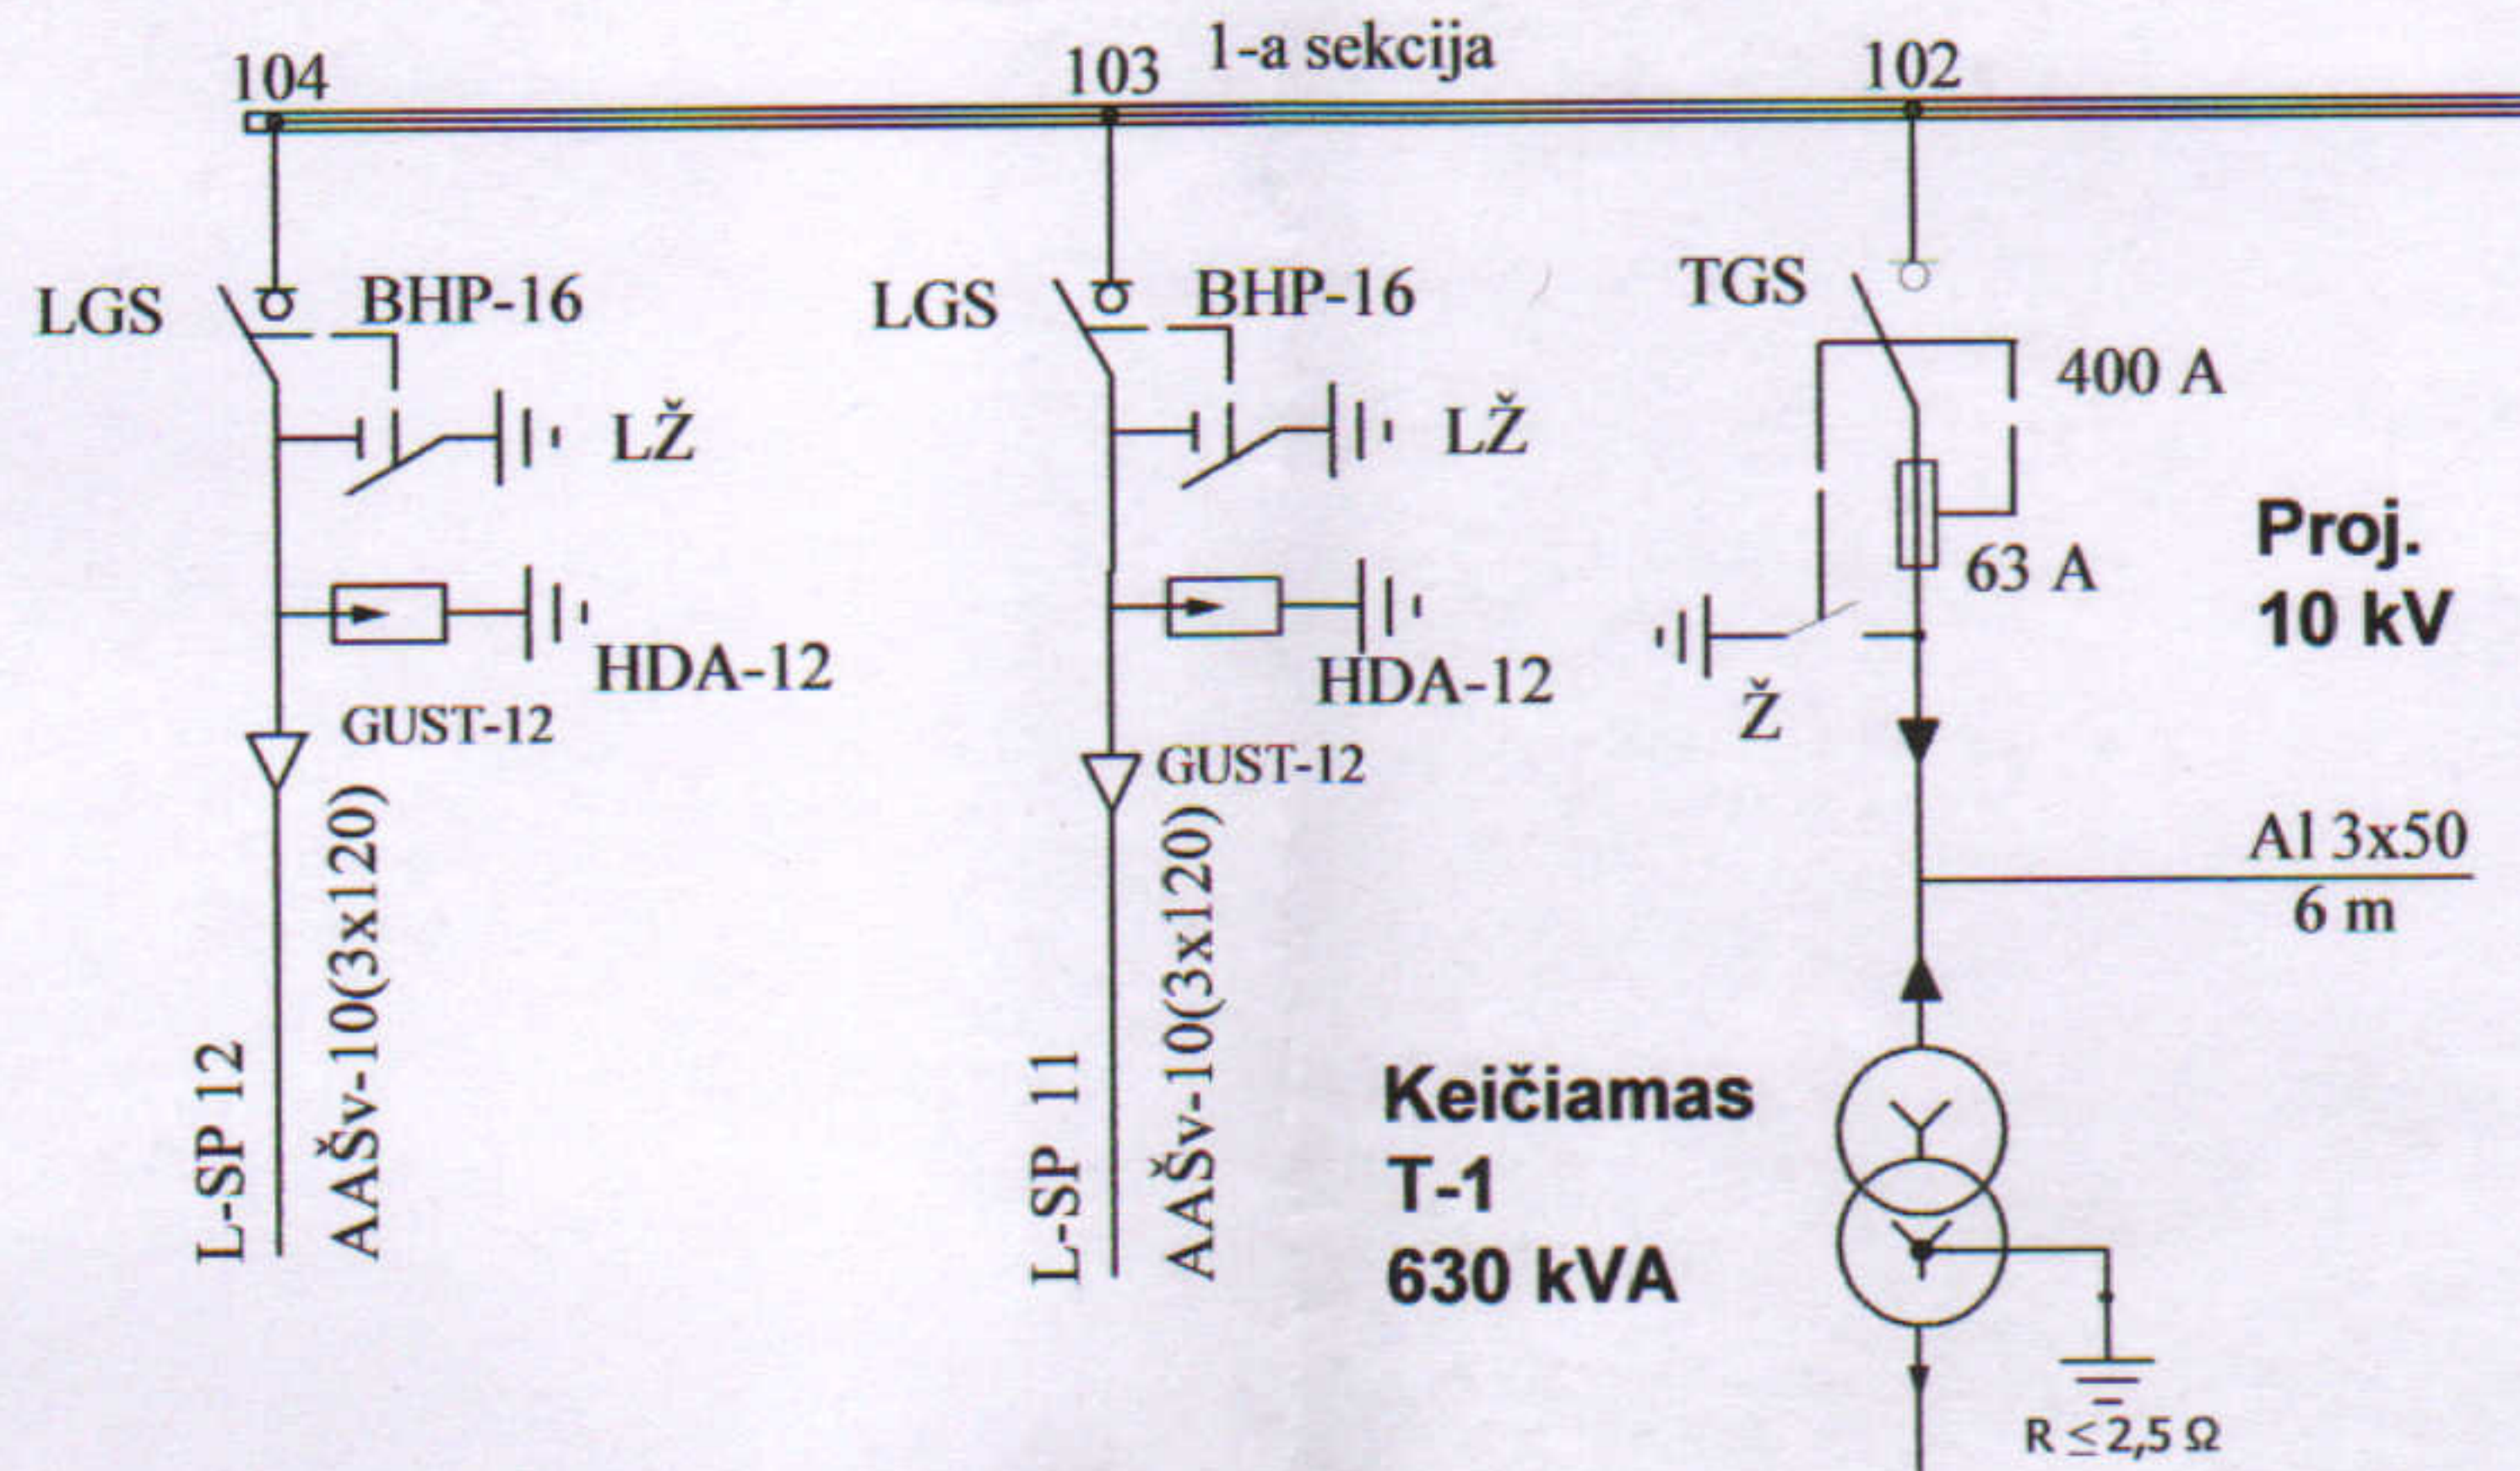 104
103
1-a sekcija
102
LGS
BHP-16
LŽ
HDA-12
GUST-12
L-SP 12
AAŠv-10(3x120)
LGS
BHP-16
LŽ
HDA-12
GUST-12
L-SP 11
AAŠv-10(3x120)
TGS
400 A
63 A
Ž
Proj.
10 kV
Al 3x50
6 m
Keičiamas
T-1
630 kVA
R ≤ 2,5 Ω